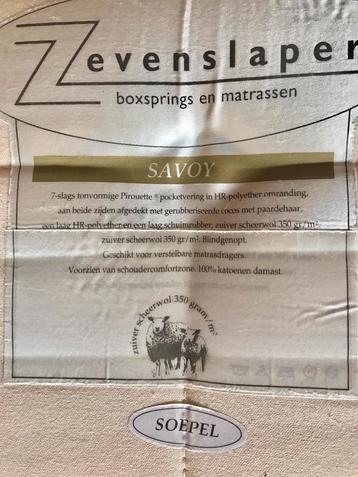 Zevenslaper
boxsprings en matrassen
SAVOY
7-slags tonvormige Pirouette ® pocketvering in HR-polyether omranding,
aan beide zijden afgedekt met gerubberiseerde cocos met paardehaar,
een laag HR-polyether en een laag schuimrubber, zuiver scheerwol 350 gr/m².
zuiver scheerwol 350 gr/m². Blindgenopt.
Geschikt voor verstelbare matrasdragers.
Voorzien van schoudercomfortzone. 100% katoenen damast.
zuiver scheerwol 350 gram/m²
SOEPEL